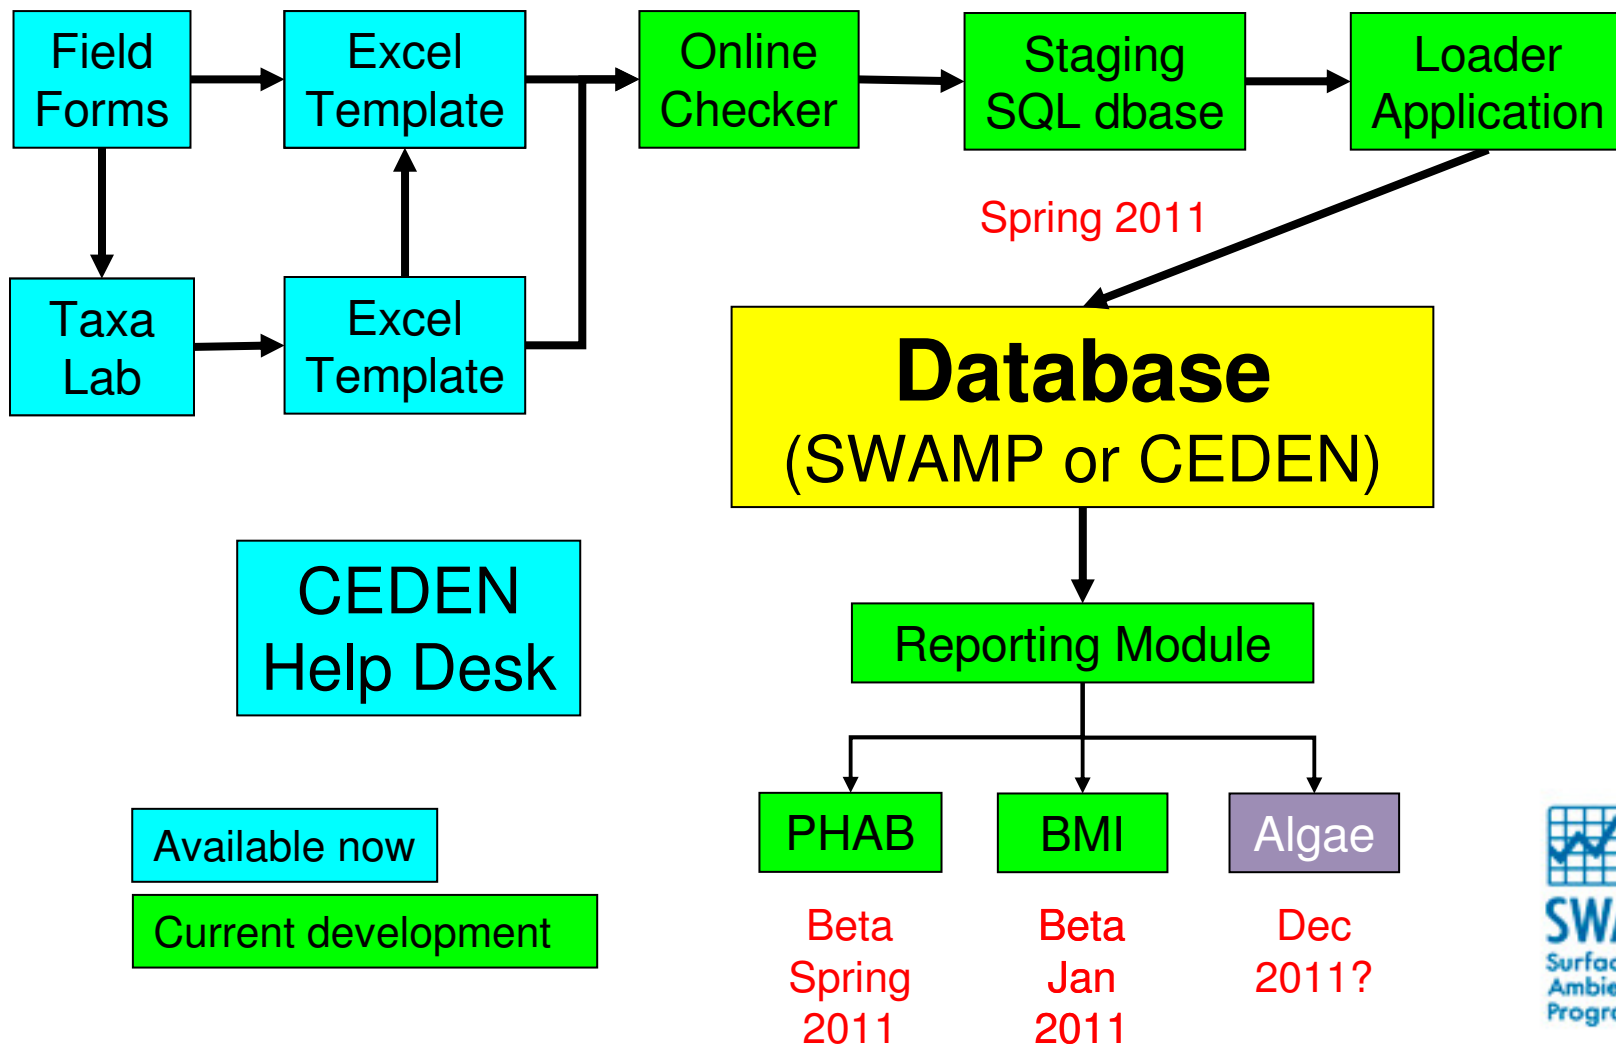 Field
Forms
Excel
Template
Online
Checker
Staging
SQL dbase
Loader
Application
Spring 2011
Taxa
Lab
Excel
Template
Database
(SWAMP or CEDEN)
CEDEN
Help Desk
Reporting Module
PHAB
BMI
Algae
Available now
Current development
Beta
Spring
2011
Beta
Jan
2011
Dec
2011?